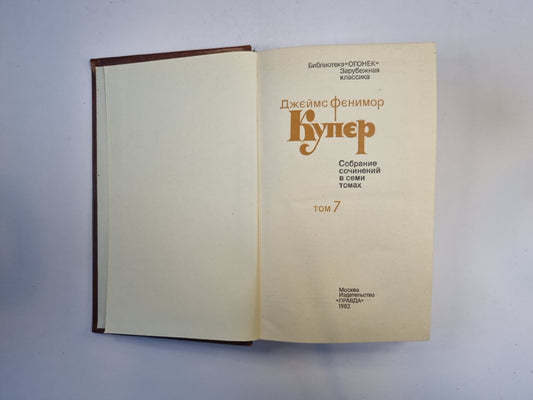 Библиотека «ОГОНЕК»
Зарубежная
классика
Джеймс Фенимор
Купер
Собрание
сочинений
в семи
томах
том 7
Москва
Издательство
«ПРАВДА»
1982